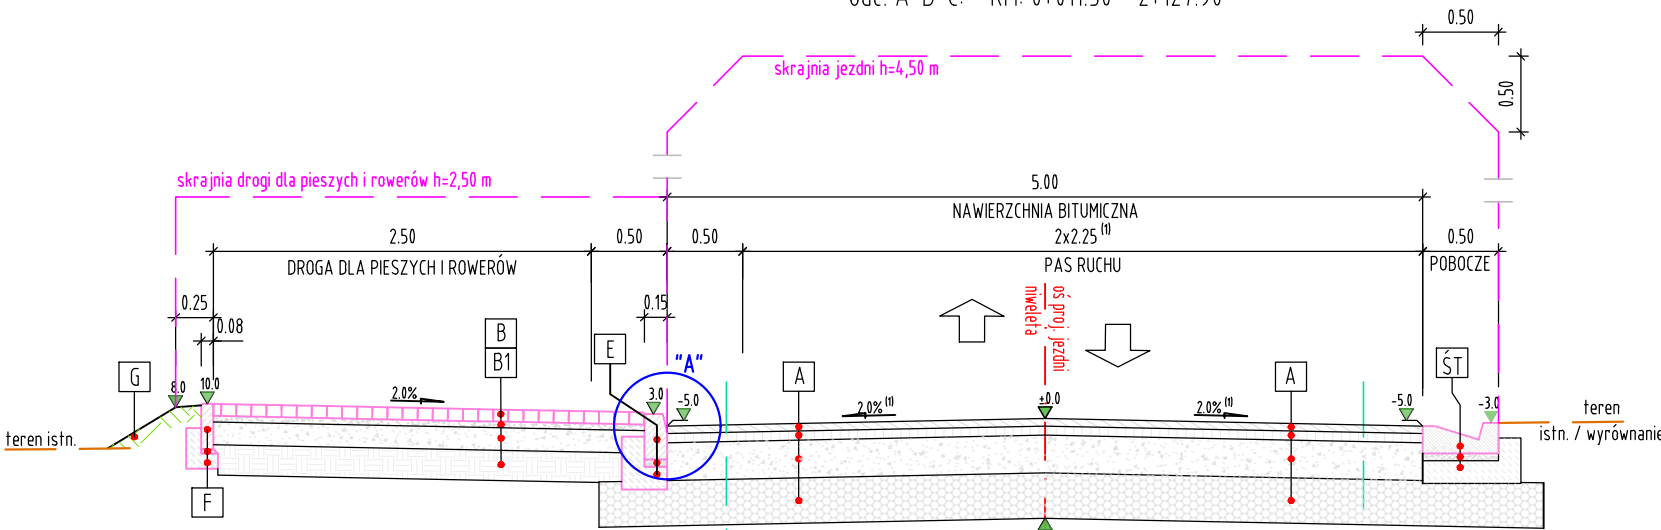 0.50
skrajnia jezdni h=4,50 m
0.50
skrajnia drogi dla pieszych i rowerów h=2,50 m
5.00
NAWIERZCHNIA BITUMICZNA
2.50
0.50
0.50
2x2.25 (1)
0.50
DROGA DLA PIESZYCH I ROWERÓW
PAS RUCHU
POBOCZE
oś proj. jezdni
niweleta
0.25
0.15
0.08
B
B1
E
"A"
G
A
A
ŚT
8.0
10.0
2.0%
3.0
-5.0
2.0% (1)
±0.0
2.0% (1)
-5.0
-3.0
teren
istn. / wyrównanie
teren istn.
F